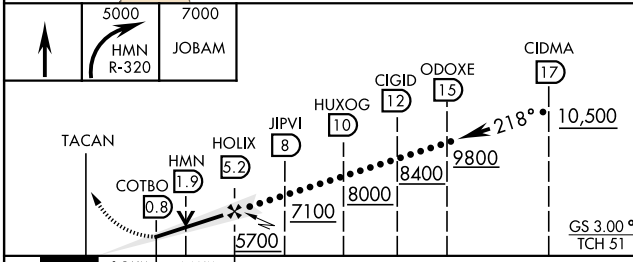 5000
7000
HMN
R-320
JOBAM
CIDMA
17
ODOXE
15
CIGID
12
HUXOG
10
JIPVI
8
HOLIX
5.2
HMN
1.9
COTBO
0.8
TACAN
218°
10,500
9800
8400
8000
7100
5700
GS 3.00°
TCH 51